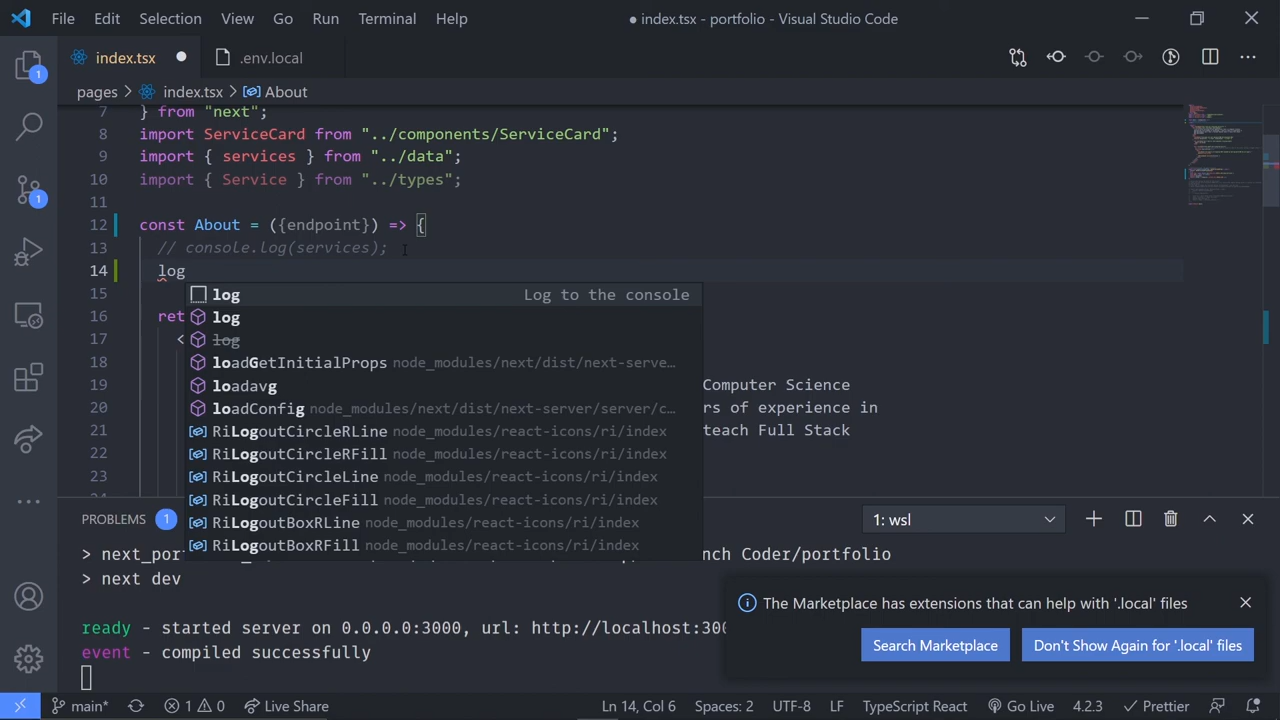 File Edit Selection View Go Run Terminal Help
● index.tsx - portfolio - Visual Studio Code
index.tsx ●
.env.local
pages > index.tsx > About
7 } from "next";
8 import ServiceCard from "../components/ServiceCard";
9 import { services } from "../data";
10 import { Service } from "../types";
11
12 const About = ({endpoint}) => {
13 // console.log(services);
14 log
15
16 ret
17 <
18
19 Computer Science
20 rs of experience in
21 teach Full Stack
22
23
log Log to the console
log
log
loadGetInitialProps node_modules/next/dist/next-serve…
loadavg
loadConfig node_modules/next/dist/next-server/server/c…
RiLogoutCircleRLine node_modules/react-icons/ri/index
RiLogoutCircleRFill node_modules/react-icons/ri/index
RiLogoutCircleLine node_modules/react-icons/ri/index
RiLogoutCircleFill node_modules/react-icons/ri/index
RiLogoutBoxRLine node_modules/react-icons/ri/index
RiLogoutBoxRFill node_modules/react-icons/ri/index
1
1
PROBLEMS 1
1: wsl
> next_por
nch Coder/portfolio
> next dev
ready - started server on 0.0.0.0:3000, url: http://localhost:300
event - compiled successfully
The Marketplace has extensions that can help with '.local' files
Search Marketplace
Don't Show Again for '.local' files
main* 1 0 Live Share
Ln 14, Col 6 Spaces: 2 UTF-8 LF TypeScript React Go Live 4.2.3 Prettier